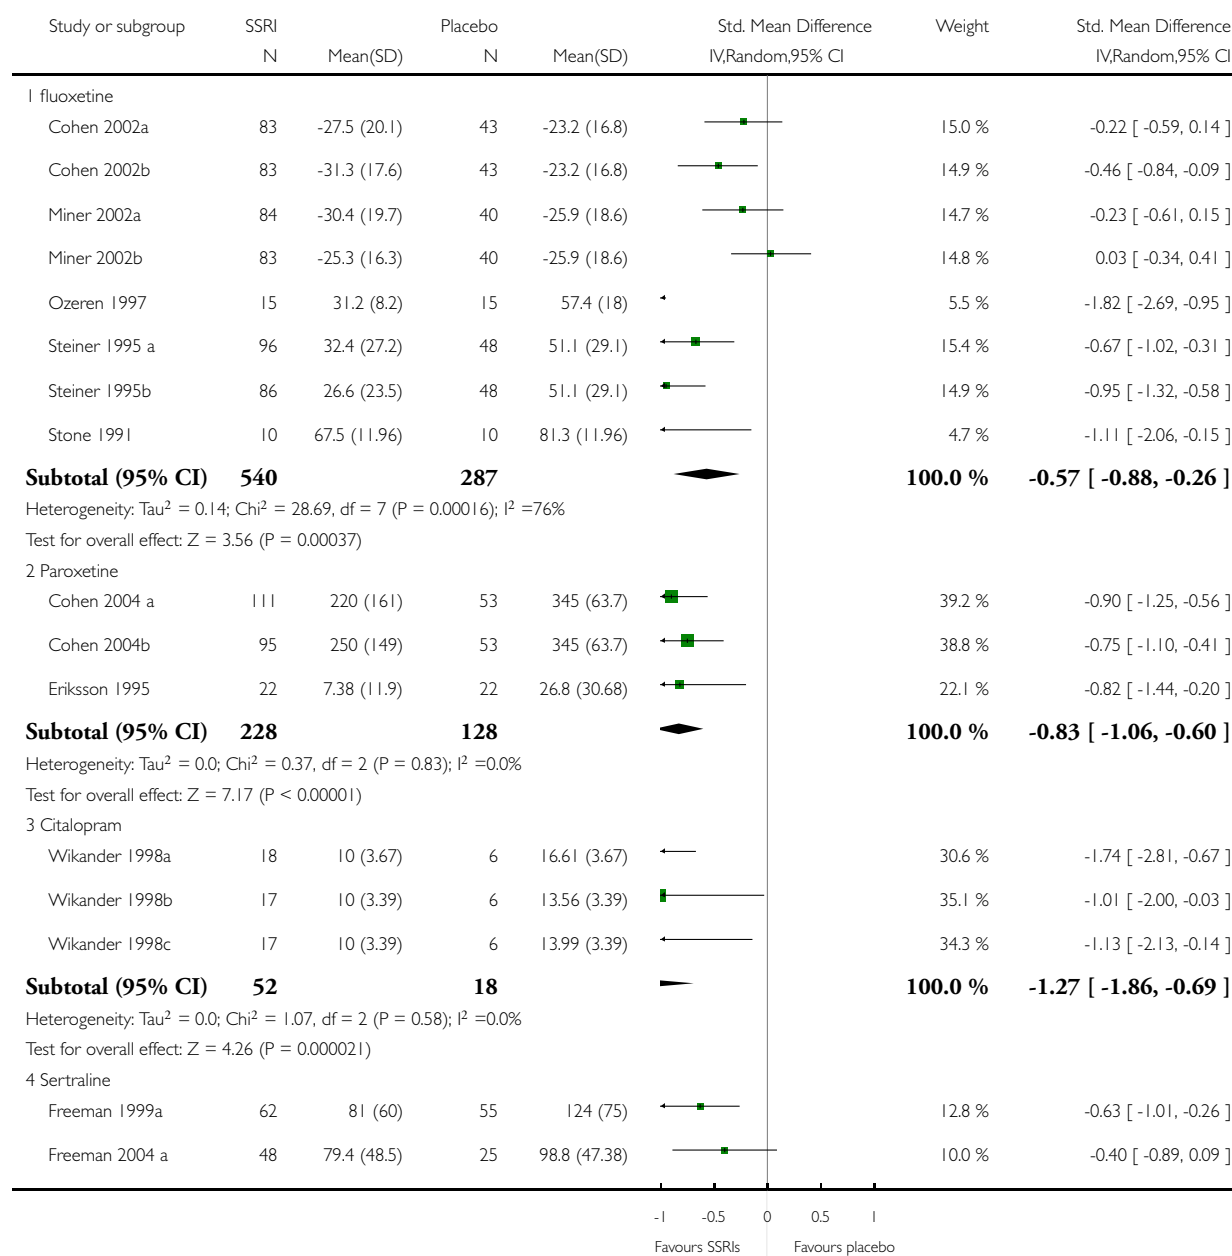 Study or subgroup SSRI Placebo Std. Mean Difference Weight Std. Mean Difference
N Mean(SD) N Mean(SD) IV,Random,95% CI IV,Random,95% CI
1 fluoxetine
Cohen 2002a 83 -27.5 (20.1) 43 -23.2 (16.8) 15.0 % -0.22 [ -0.59, 0.14 ]
Cohen 2002b 83 -31.3 (17.6) 43 -23.2 (16.8) 14.9 % -0.46 [ -0.84, -0.09 ]
Miner 2002a 84 -30.4 (19.7) 40 -25.9 (18.6) 14.7 % -0.23 [ -0.61, 0.15 ]
Miner 2002b 83 -25.3 (16.3) 40 -25.9 (18.6) 14.8 % 0.03 [ -0.34, 0.41 ]
Ozeren 1997 15 31.2 (8.2) 15 57.4 (18) 5.5 % -1.82 [ -2.69, -0.95 ]
Steiner 1995 a 96 32.4 (27.2) 48 51.1 (29.1) 15.4 % -0.67 [ -1.02, -0.31 ]
Steiner 1995b 86 26.6 (23.5) 48 51.1 (29.1) 14.9 % -0.95 [ -1.32, -0.58 ]
Stone 1991 10 67.5 (11.96) 10 81.3 (11.96) 4.7 % -1.11 [ -2.06, -0.15 ]
Subtotal (95% CI) 540 287 100.0 % -0.57 [ -0.88, -0.26 ]
Heterogeneity: Tau² = 0.14; Chi² = 28.69, df = 7 (P = 0.00016); I² =76%
Test for overall effect: Z = 3.56 (P = 0.00037)
2 Paroxetine
Cohen 2004 a 111 220 (161) 53 345 (63.7) 39.2 % -0.90 [ -1.25, -0.56 ]
Cohen 2004b 95 250 (149) 53 345 (63.7) 38.8 % -0.75 [ -1.10, -0.41 ]
Eriksson 1995 22 7.38 (11.9) 22 26.8 (30.68) 22.1 % -0.82 [ -1.44, -0.20 ]
Subtotal (95% CI) 228 128 100.0 % -0.83 [ -1.06, -0.60 ]
Heterogeneity: Tau² = 0.0; Chi² = 0.37, df = 2 (P = 0.83); I² =0.0%
Test for overall effect: Z = 7.17 (P < 0.00001)
3 Citalopram
Wikander 1998a 18 10 (3.67) 6 16.61 (3.67) 30.6 % -1.74 [ -2.81, -0.67 ]
Wikander 1998b 17 10 (3.39) 6 13.56 (3.39) 35.1 % -1.01 [ -2.00, -0.03 ]
Wikander 1998c 17 10 (3.39) 6 13.99 (3.39) 34.3 % -1.13 [ -2.13, -0.14 ]
Subtotal (95% CI) 52 18 100.0 % -1.27 [ -1.86, -0.69 ]
Heterogeneity: Tau² = 0.0; Chi² = 1.07, df = 2 (P = 0.58); I² =0.0%
Test for overall effect: Z = 4.26 (P = 0.000021)
4 Sertraline
Freeman 1999a 62 81 (60) 55 124 (75) 12.8 % -0.63 [ -1.01, -0.26 ]
Freeman 2004 a 48 79.4 (48.5) 25 98.8 (47.38) 10.0 % -0.40 [ -0.89, 0.09 ]
-1 -0.5 0 0.5 1
Favours SSRIs Favours placebo